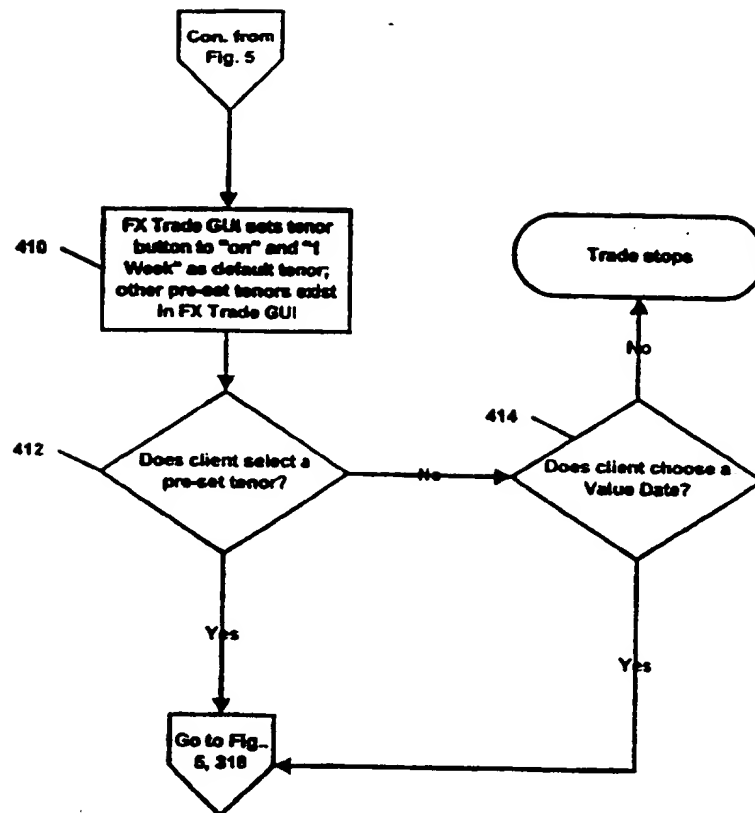 Con. from
Fig. 5
410
FX Trade GUI sets tenor
button to "on" and "1
Week" as default tenor;
other pre-set tenors exist
in FX Trade GUI
Trade stops
No
412
Does client select a
pre-set tenor?
No
414
Does client choose a
Value Date?
Yes
Yes
Go to Fig.
5, 318